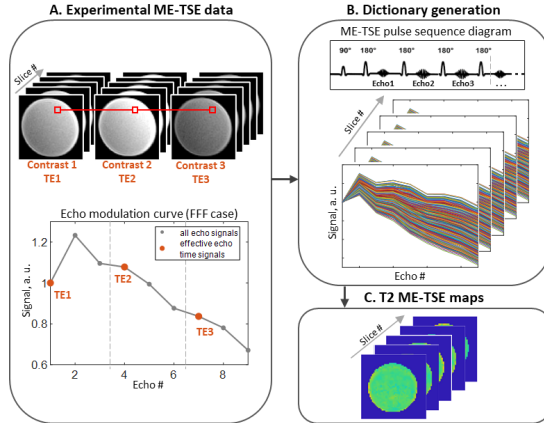 A. Experimental ME-TSE data
Slice #
Contrast 1
TE1
Contrast 2
TE2
Contrast 3
TE3
Echo modulation curve (FFF case)
all echo signals
effective echo
time signals
TE1
TE2
TE3
Signal, a. u.
1.2
1
0.8
0.6
2
4
6
8
Echo #
B. Dictionary generation
ME-TSE pulse sequence diagram
90° 180° 180° 180° 180°
Echo1 Echo2 Echo3 ...
Slice #
Signal, a. u.
Echo #
C. T2 ME-TSE maps
Slice #